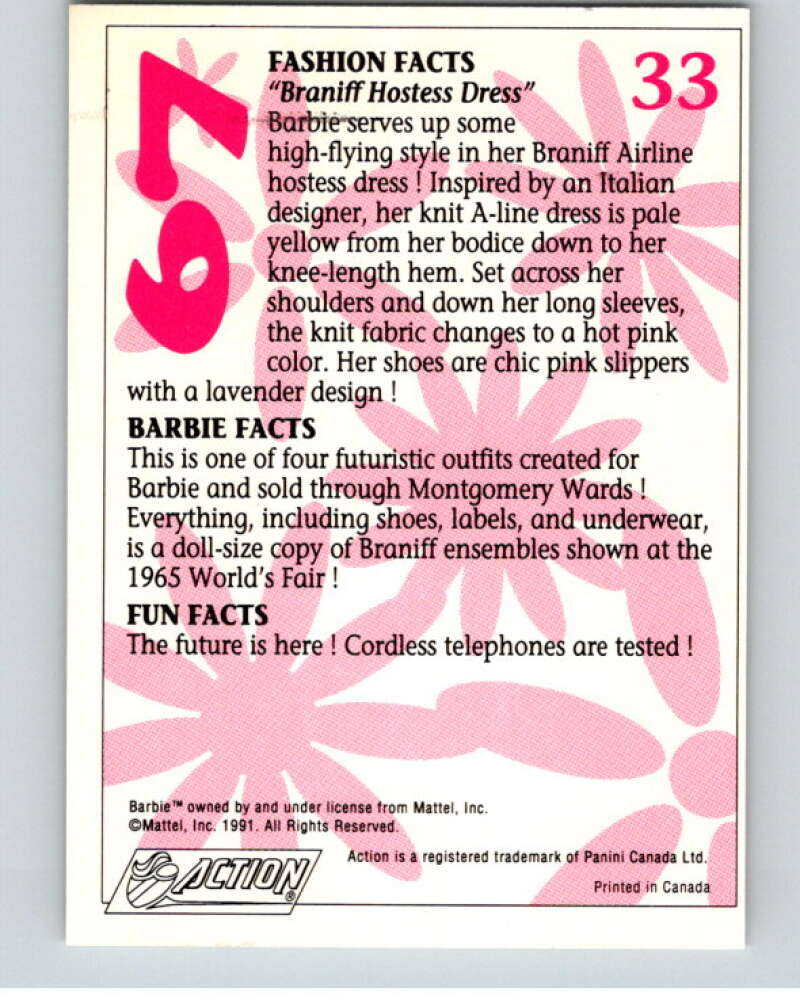 67
33
FASHION FACTS
"Braniff Hostess Dress"
Barbie serves up some
high-flying style in her Braniff Airline
hostess dress ! Inspired by an Italian
designer, her knit A-line dress is pale
yellow from her bodice down to her
knee-length hem. Set across her
shoulders and down her long sleeves,
the knit fabric changes to a hot pink
color. Her shoes are chic pink slippers
with a lavender design !
BARBIE FACTS
This is one of four futuristic outfits created for
Barbie and sold through Montgomery Wards !
Everything, including shoes, labels, and underwear,
is a doll-size copy of Braniff ensembles shown at the
1965 World's Fair !
FUN FACTS
The future is here ! Cordless telephones are tested !
Barbie™ owned by and under license from Mattel, Inc.
©Mattel, Inc. 1991. All Rights Reserved.
ACTION®
Action is a registered trademark of Panini Canada Ltd.
Printed in Canada